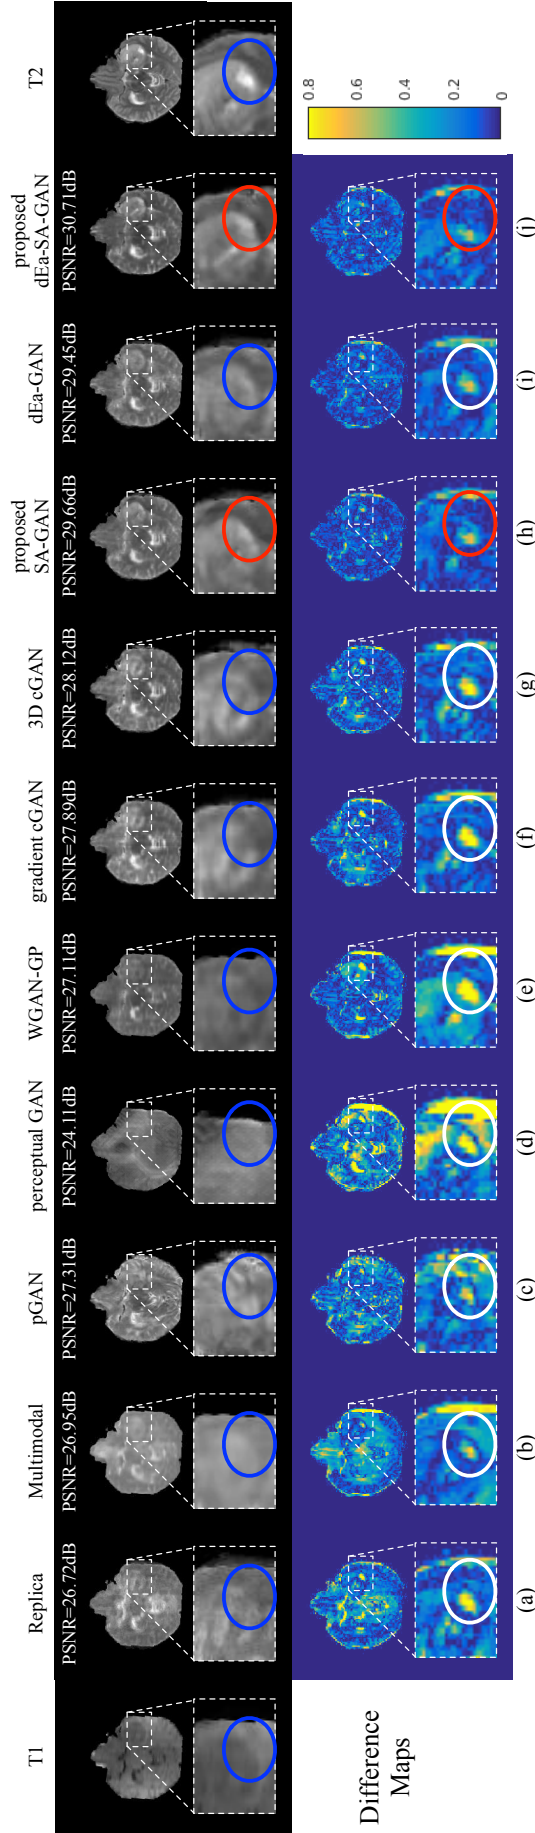 T1
Replica
PSNR=26.72dB
Multimodal
PSNR=26.95dB
pGAN
PSNR=27.31dB
perceptual GAN
PSNR=24.11dB
WGAN-GP
PSNR=27.11dB
gradient cGAN
PSNR=27.89dB
3D cGAN
PSNR=28.12dB
proposed
SA-GAN
PSNR=29.66dB
dEa-GAN
PSNR=29.45dB
proposed
dEa-SA-GAN
PSNR=30.71dB
T2
Difference
Maps
0.8
0.6
0.4
0.2
0
(a)
(b)
(c)
(d)
(e)
(f)
(g)
(h)
(i)
(j)